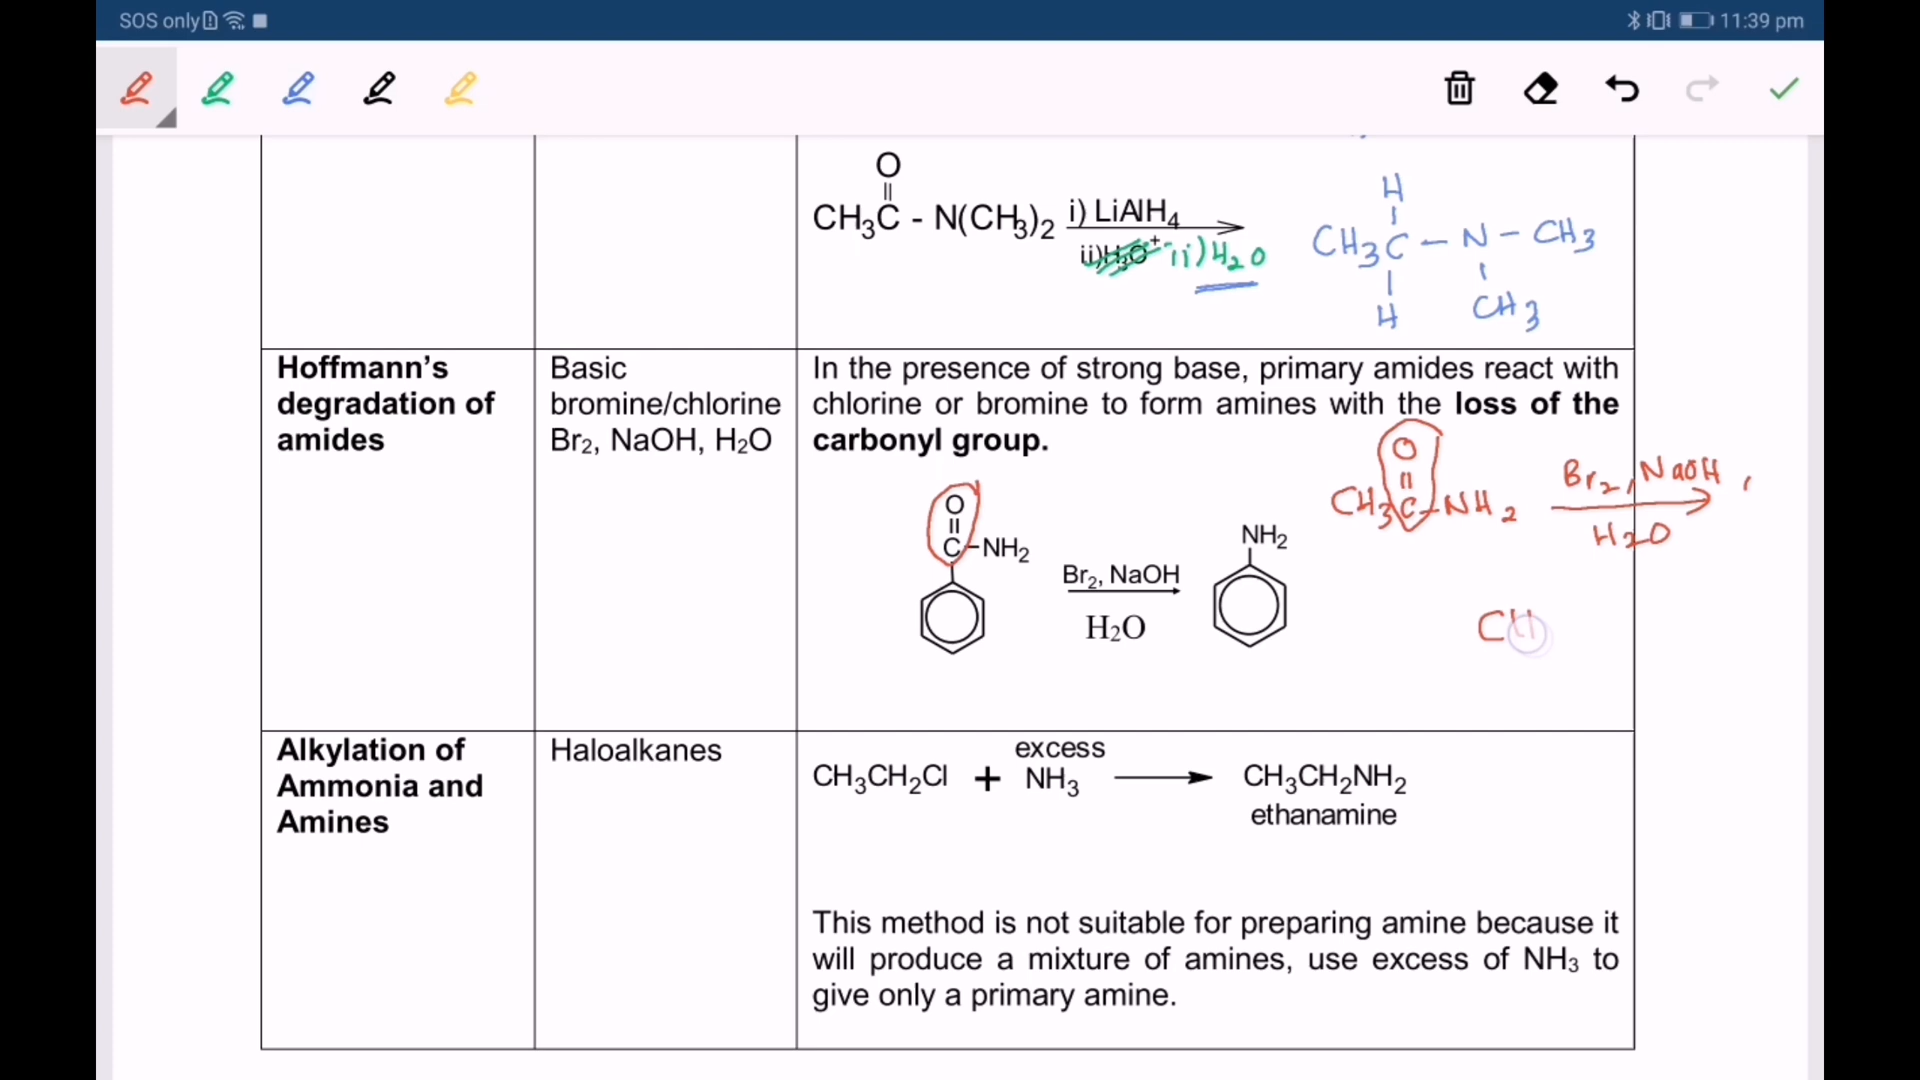 SOS only
11:39 pm
O
||
CH3C - N(CH3)2
i) LiAlH4
ii) H3O+ ii) H2O
H
CH3C - N - CH3
H
CH3
Hoffmann's
degradation of
amides
Basic
bromine/chlorine
Br2, NaOH, H2O
In the presence of strong base, primary amides react with
chlorine or bromine to form amines with the loss of the
carbonyl group.
O
||
C-NH2
Br2, NaOH
H2O
NH2
O
||
CH3C-NH2
Br2, NaOH,
H2O
CH
Alkylation of
Ammonia and
Amines
Haloalkanes
excess
CH3CH2Cl + NH3
CH3CH2NH2
ethanamine
This method is not suitable for preparing amine because it
will produce a mixture of amines, use excess of NH3 to
give only a primary amine.